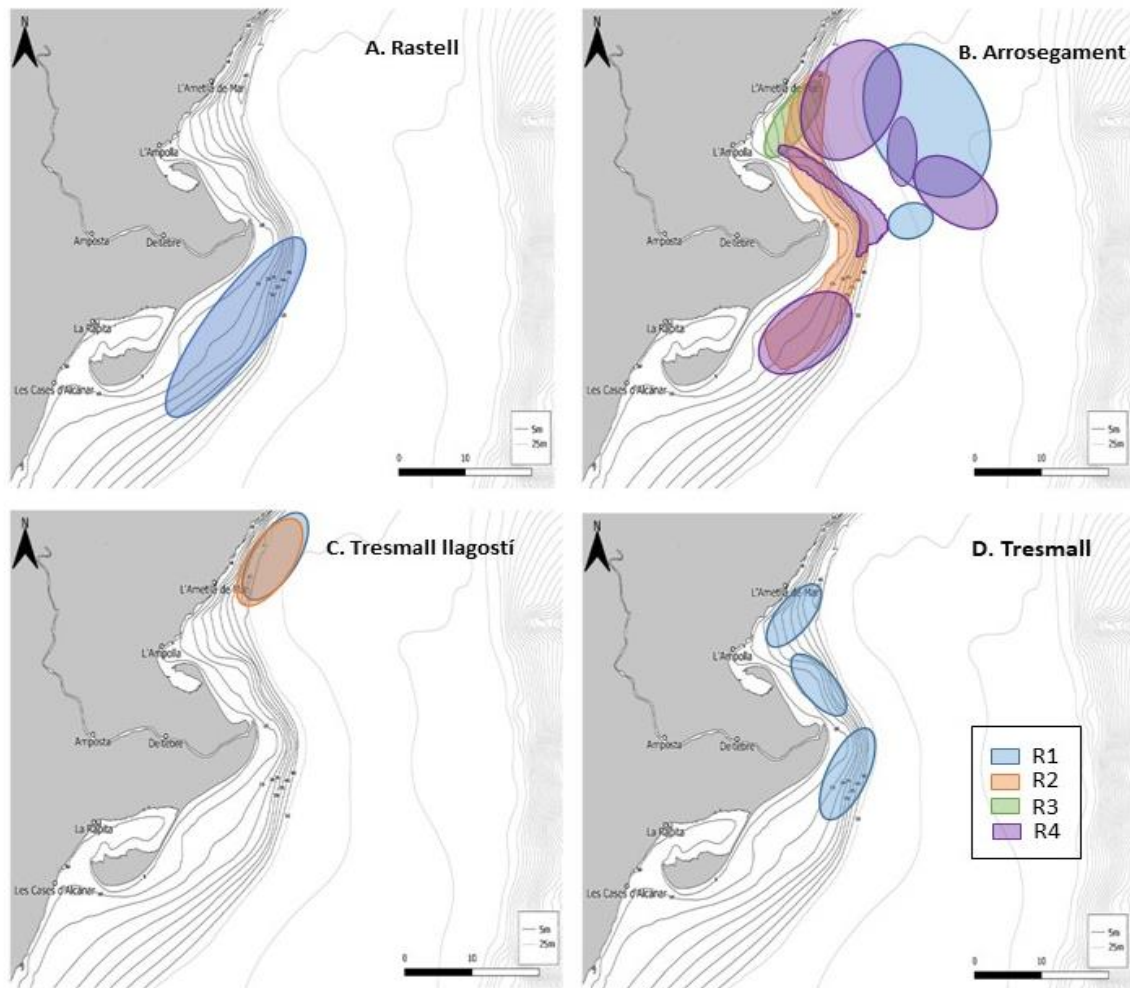 N
A. Rastell
L'Ametlla de Mar
L'Ampolla
Amposta
Deltebre
La Ràpita
Les Cases d'Alcanar
5m
25m
0 10
N
B. Arrosegament
L'Ametlla de Mar
L'Ampolla
Amposta
Deltebre
La Ràpita
Les Cases d'Alcanar
5m
25m
0 10
N
C. Tresmall llagostí
L'Ametlla de Mar
L'Ampolla
Amposta
Deltebre
La Ràpita
Les Cases d'Alcanar
5m
25m
0 10
N
D. Tresmall
L'Ametlla de Mar
L'Ampolla
Amposta
Deltebre
La Ràpita
Les Cases d'Alcanar
R1
R2
R3
R4
5m
25m
0 10